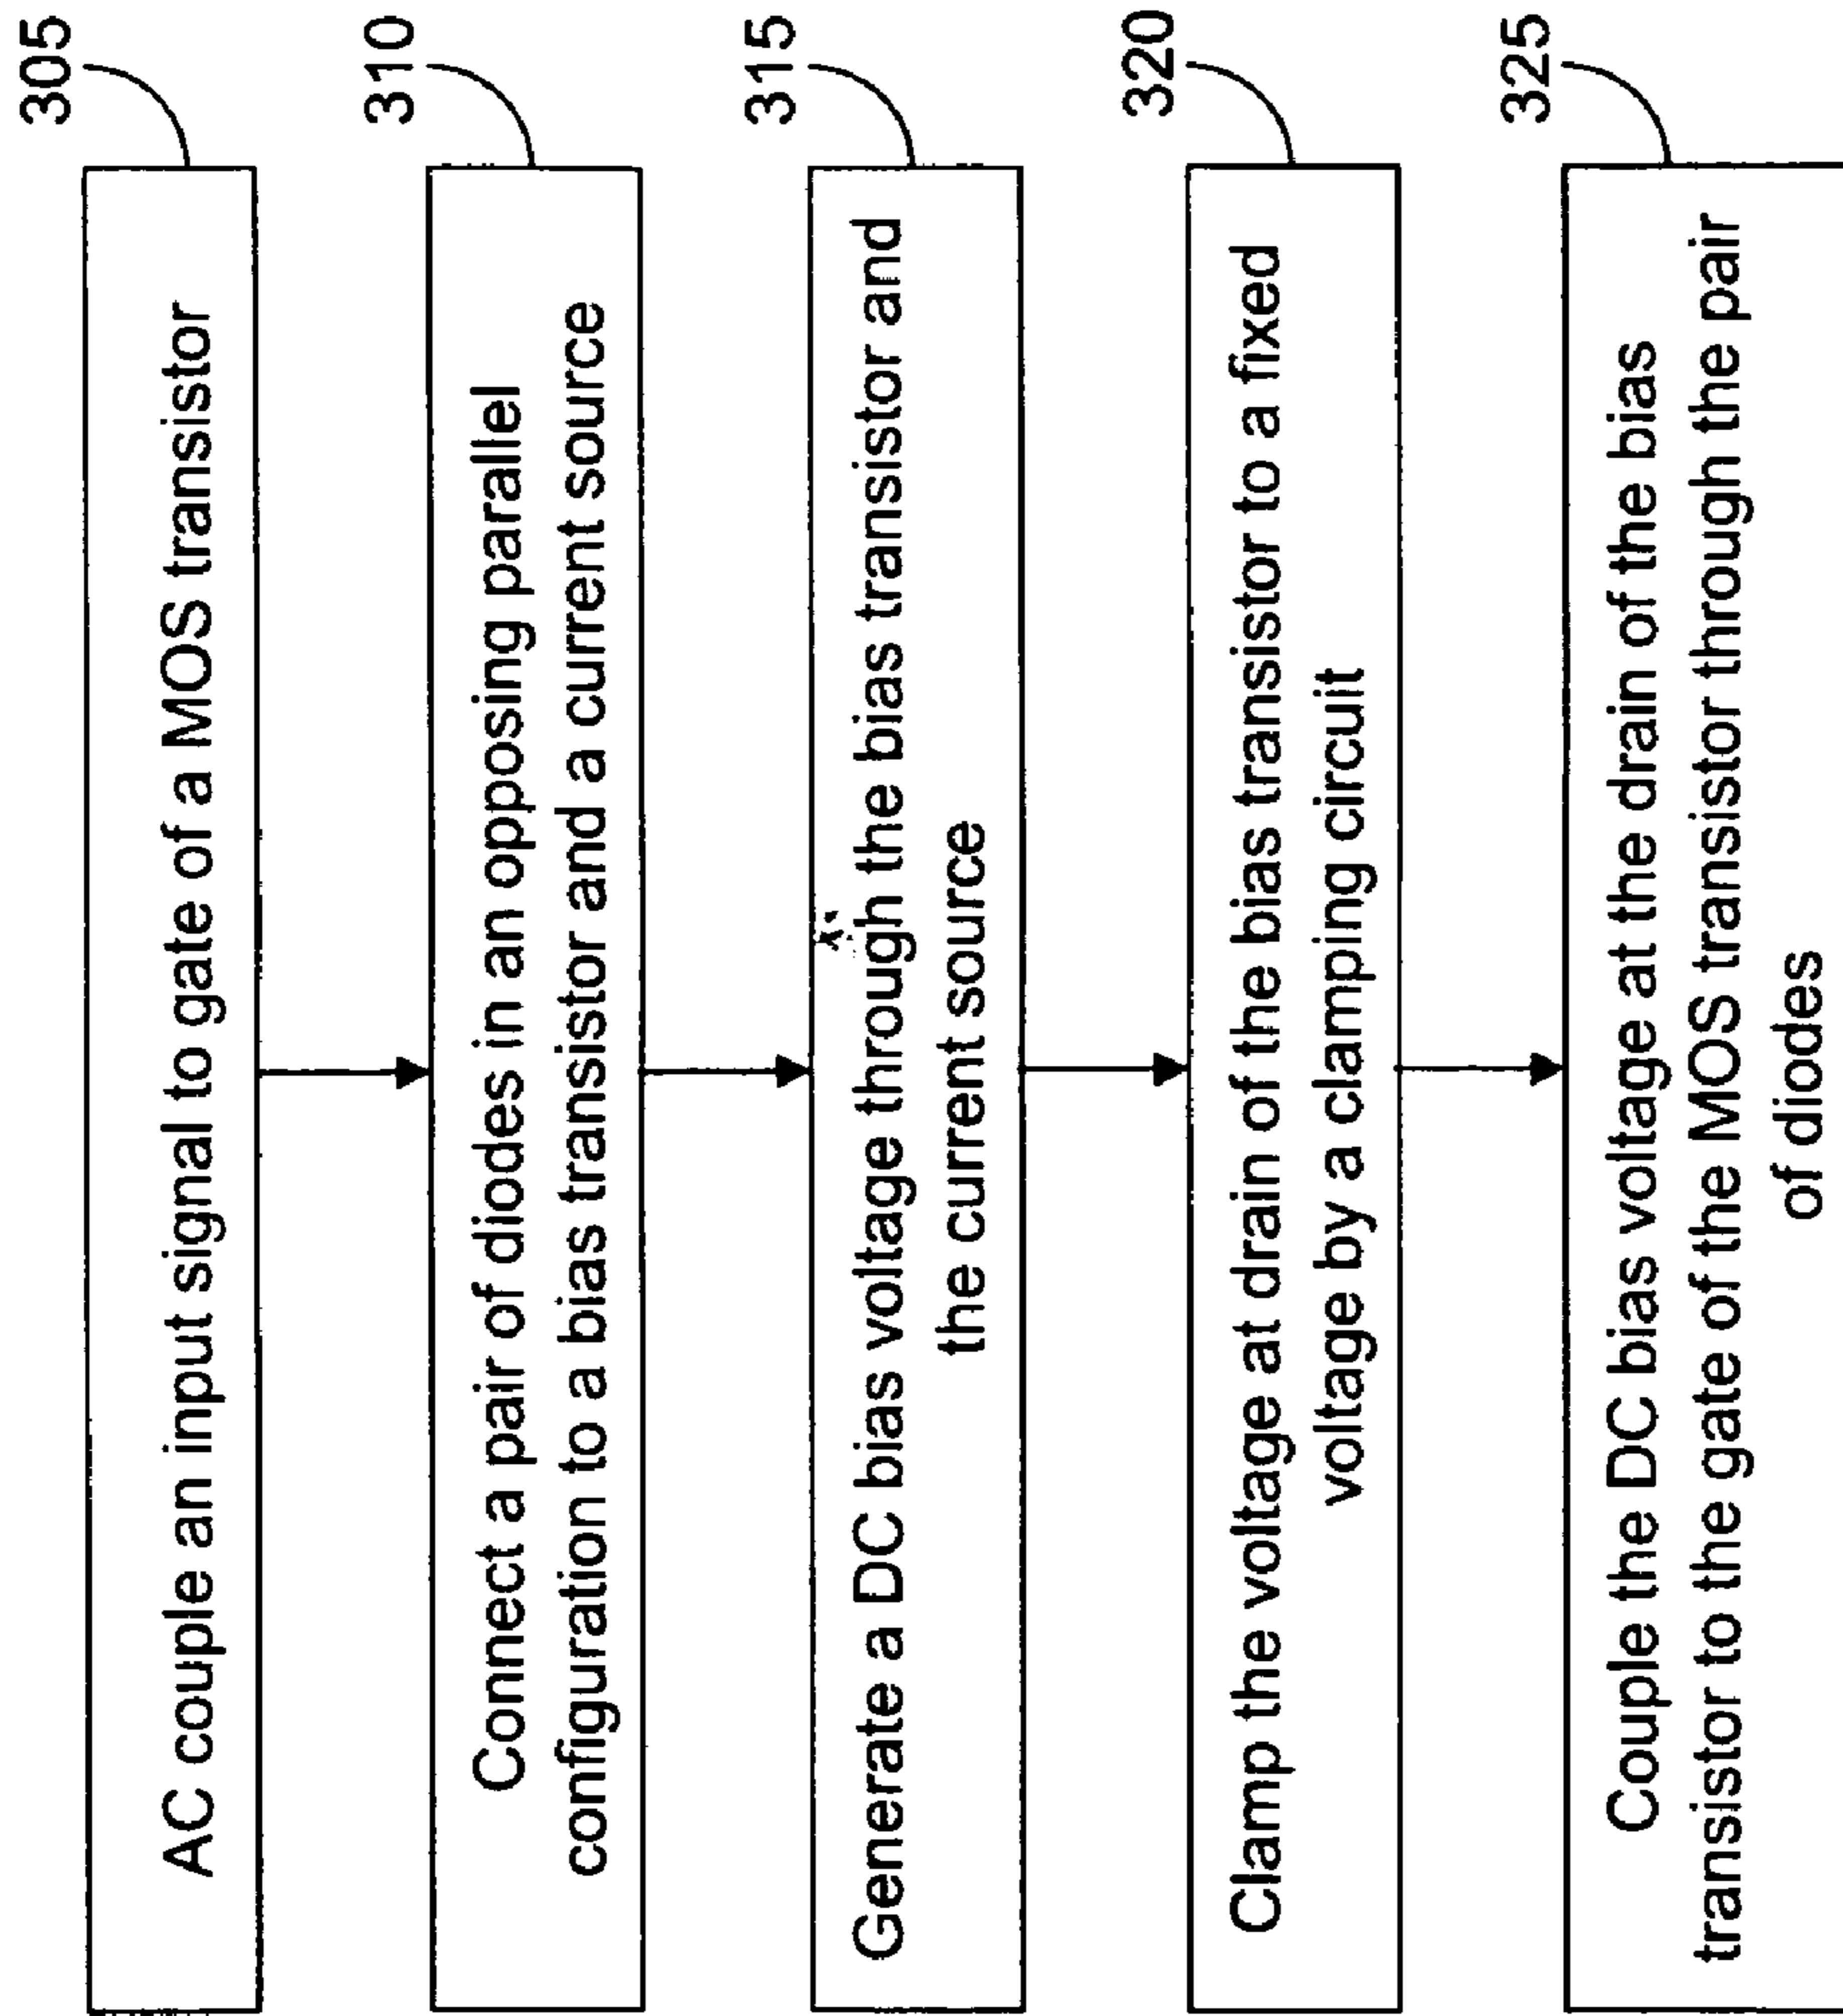 305
AC couple an input signal to gate of a MOS transistor
310
Connect a pair of diodes in an opposing parallel
configuration to a bias transistor and a current source
315
Generate a DC bias voltage through the bias transistor and
the current source
320
Clamp the voltage at drain of the bias transistor to a fixed
voltage by a clamping circuit
325
Couple the DC bias voltage at the drain of the bias
transistor to the gate of the MOS transistor through the pair
of diodes